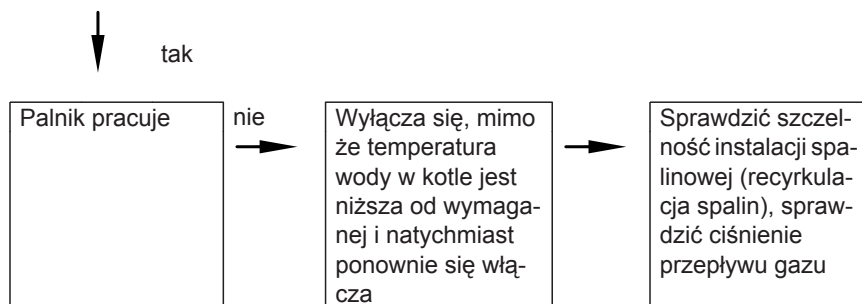 tak
Palnik pracuje
nie
Wyłącza się, mimo
że temperatura
wody w kotle jest
niższa od wymaga-
nej i natychmiast
ponownie się włą-
cza
Sprawdzić szczel-
ność instalacji spa-
linowej (recyrkula-
cja spalin), spraw-
dzić ciśnienie
przepływu gazu